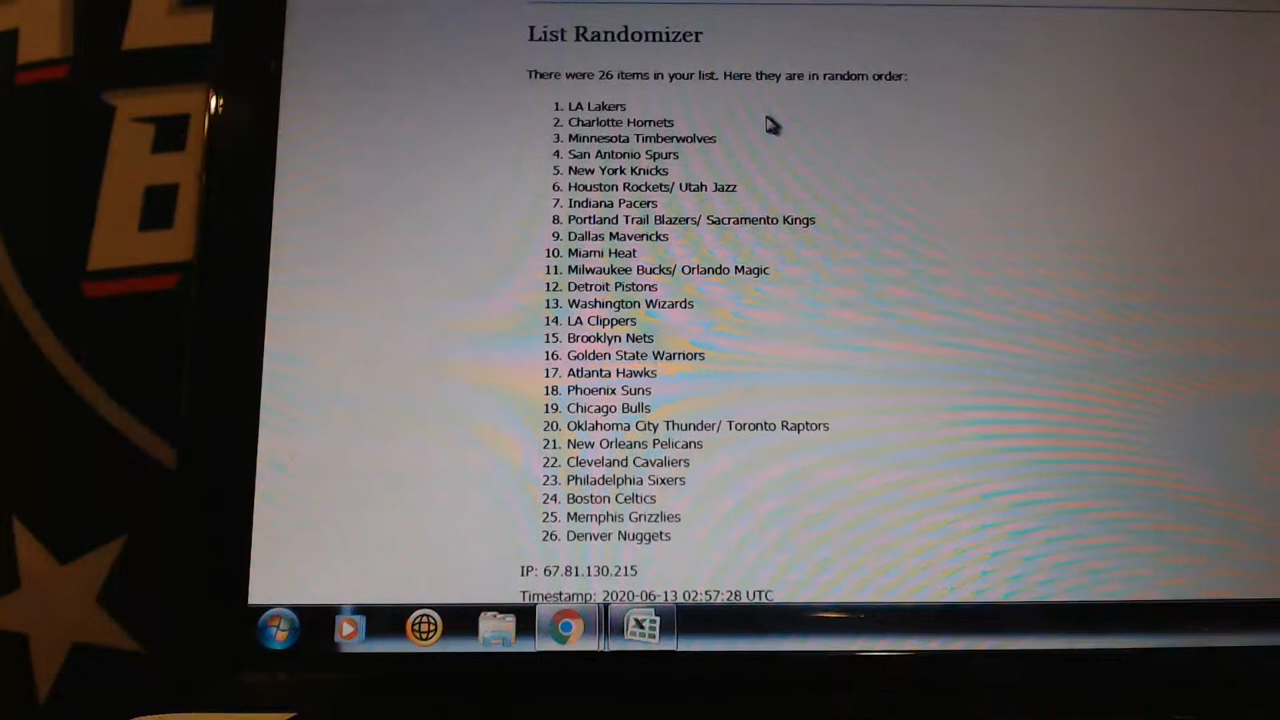 List Randomizer
There were 26 items in your list. Here they are in random order:
1. LA Lakers
2. Charlotte Hornets
3. Minnesota Timberwolves
4. San Antonio Spurs
5. New York Knicks
6. Houston Rockets/ Utah Jazz
7. Indiana Pacers
8. Portland Trail Blazers/ Sacramento Kings
9. Dallas Mavericks
10. Miami Heat
11. Milwaukee Bucks/ Orlando Magic
12. Detroit Pistons
13. Washington Wizards
14. LA Clippers
15. Brooklyn Nets
16. Golden State Warriors
17. Atlanta Hawks
18. Phoenix Suns
19. Chicago Bulls
20. Oklahoma City Thunder/ Toronto Raptors
21. New Orleans Pelicans
22. Cleveland Cavaliers
23. Philadelphia Sixers
24. Boston Celtics
25. Memphis Grizzlies
26. Denver Nuggets
IP: 67.81.130.215
Timestamp: 2020-06-13 02:57:28 UTC